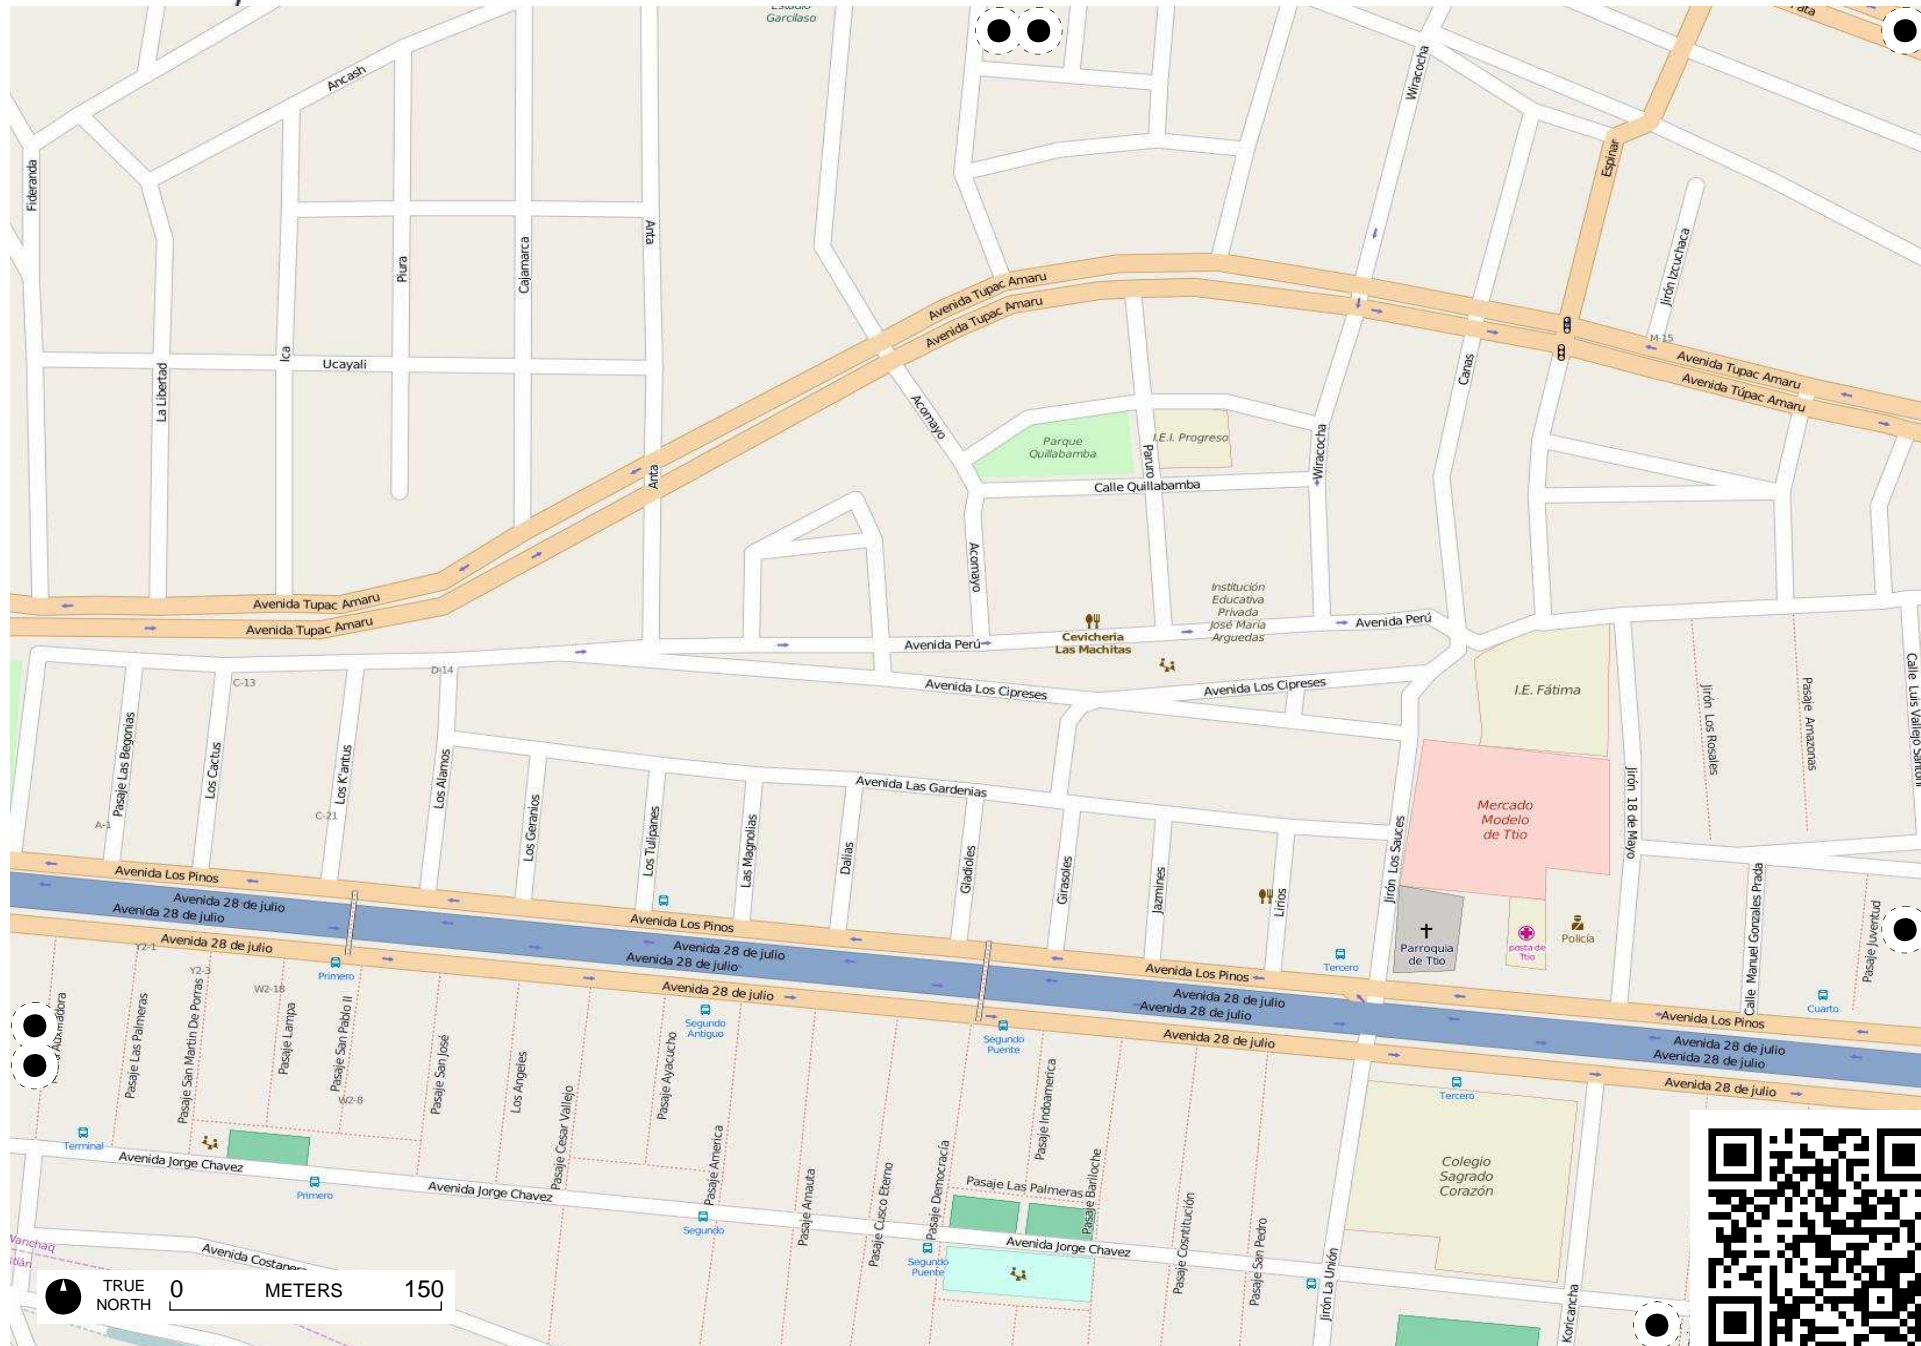 Estadio
Garcilaso
Ancash
Wiracocha
Fideranda
Espinar
Anta
Piura
Cajamarca
Jirón Izcuchaca
Avenida Tupac Amaru
Avenida Tupac Amaru
M-15
Avenida Tupac Amaru
Avenida Túpac Amaru
Ica
Ucayali
La Libertad
Canas
Acomayo
Parque
Quillabamba
I.E.I. Progreso
Paruro
Wiracocha
Anta
Calle Quillabamba
Acomayo
Institución
Educativa
Privada
José María
Arguedas
Avenida Tupac Amaru
Avenida Tupac Amaru
Avenida Perú
Avenida Perú
Cevicheria
Las Machitas
D-14
C-13
Avenida Los Cipreses
Avenida Los Cipreses
I.E. Fátima
Jirón Los Rosales
Pasaje Amazonas
Calle Luis Vallejo Santoni
Pasaje Las Begonias
Los Cactus
Los K'antus
Los Alamos
Avenida Las Gardenias
Mercado
Modelo
de Ttio
Jirón 18 de Mayo
A-1
C-21
Los Geranios
Los Tulipanes
Las Magnolias
Dalias
Gladioles
Girasoles
Jazmines
Lirios
Jirón Los Sauces
Parroquia
de Ttio
posta de
Ttio
Policía
Calle Manuel Gonzales Prada
Pasaje Juventud
Avenida Los Pinos
Avenida 28 de julio
Avenida 28 de julio
Avenida 28 de julio
Avenida Los Pinos
Avenida 28 de julio
Avenida 28 de julio
Avenida 28 de julio
Avenida Los Pinos
Avenida 28 de julio
Avenida 28 de julio
Avenida 28 de julio
Avenida Los Pinos
Avenida 28 de julio
Avenida 28 de julio
Avenida 28 de julio
Y2-1
Y2-3
W2-18
W2-8
Primero
Segundo
Antiguo
Segundo
Puente
Tercero
Tercero
Cuarto
Pasaje Las Palmeras
Pasaje San Martin De Porras
Pasaje Lampa
Pasaje San Pablo II
Pasaje San José
Los Angeles
Pasaje Cesar Vallejo
Pasaje Ayacucho
Pasaje America
Pasaje Amauta
Pasaje Cusco Eterno
Pasaje Democracía
Pasaje Indoamerica
Pasaje Bariloche
Pasaje Las Palmeras
Pasaje Cosntitución
Pasaje San Pedro
Jirón La Unión
Colegio
Sagrado
Corazón
Koricancha
Terminal
Avenida Jorge Chavez
Primero
Avenida Jorge Chavez
Segundo
Avenida Jorge Chavez
Segundo
Puente
Wanchaq
Avenida Costanera
TRUE
NORTH
0 METERS 150